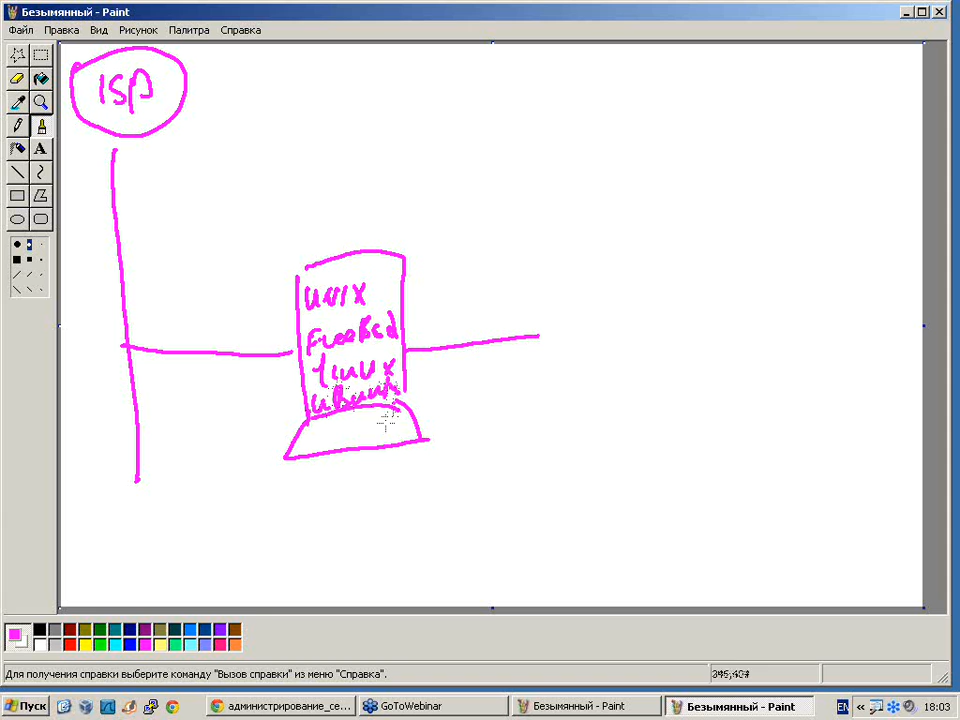 Безымянный - Paint
Файл Правка Вид Рисунок Палитра Справка
ISP
UNIX
FreeBSD
Linux
Ubuntu
Для получения справки выберите команду "Вызов справки" из меню "Справка".
Пуск администрирование_се... GoToWebinar Безымянный - Paint Безымянный - Paint EN « 18:03